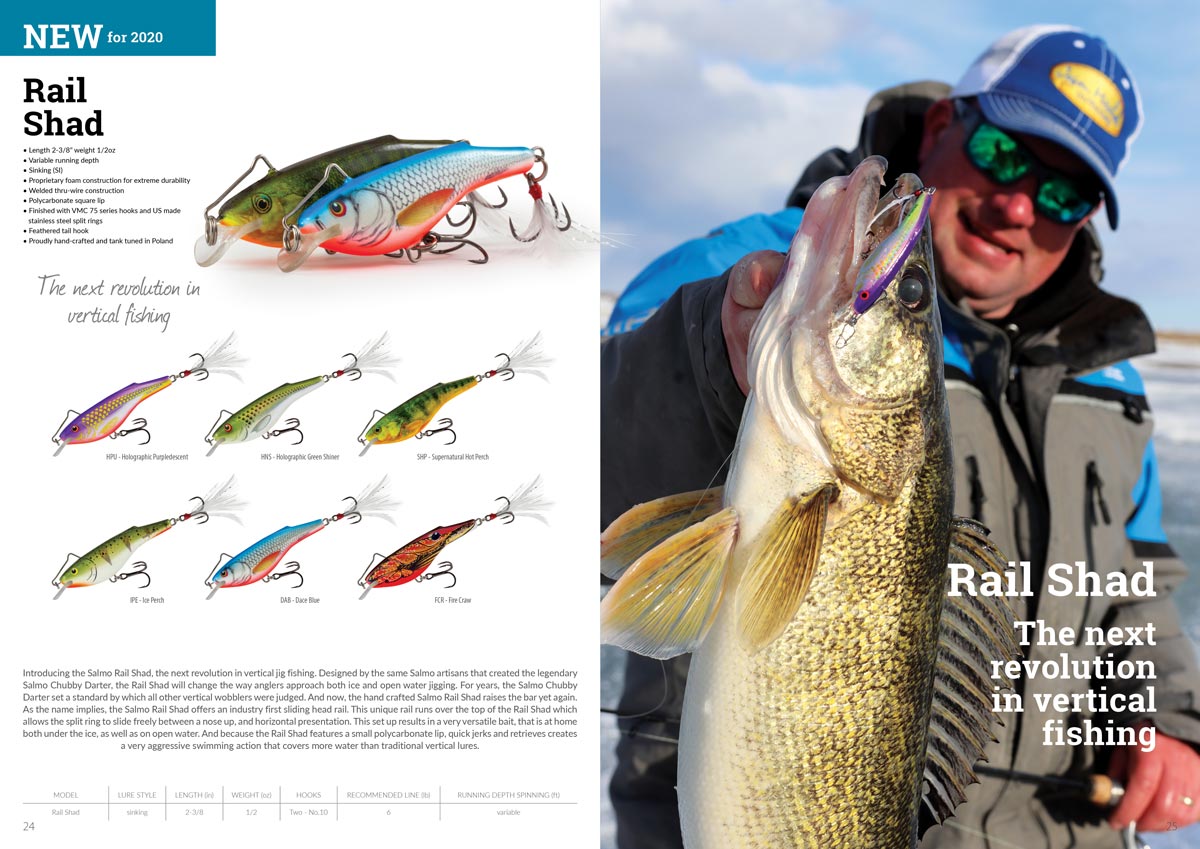 NEW for 2020
Rail
Shad
• Length 2-3/8" weight 1/2oz
• Variable running depth
• Sinking (SI)
• Proprietary foam construction for extreme durability
• Welded thru-wire construction
• Polycarbonate square lip
• Finished with VMC 75 series hooks and US made
stainless steel split rings
• Feathered tail hook
• Proudly hand-crafted and tank tuned in Poland
The next revolution in
vertical fishing
HPU - Holographic Purpledescent
HNS - Holographic Green Shiner
SHP - Supernatural Hot Perch
IPE - Ice Perch
DAB - Dace Blue
FCR - Fire Craw
Introducing the Salmo Rail Shad, the next revolution in vertical jig fishing. Designed by the same Salmo artisans that created the legendary
Salmo Chubby Darter, the Rail Shad will change the way anglers approach both ice and open water jigging. For years, the Salmo Chubby
Darter set a standard by which all other vertical wobblers were judged. And now, the hand crafted Salmo Rail Shad raises the bar yet again.
As the name implies, the Salmo Rail Shad offers an industry first sliding head rail. This unique rail runs over the top of the Rail Shad which
allows the split ring to slide freely between a nose up, and horizontal presentation. This set up results in a very versatile bait, that is at home
both under the ice, as well as on open water. And because the Rail Shad features a small polycarbonate lip, quick jerks and retrieves creates
a very aggressive swimming action that covers more water than traditional vertical lures.
MODEL LURE STYLE LENGTH (in) WEIGHT (oz) HOOKS RECOMMENDED LINE (lb) RUNNING DEPTH SPINNING (ft)
Rail Shad sinking 2-3/8 1/2 Two - No.10 6 variable
24
Rail Shad
The next
revolution
in vertical
fishing
25